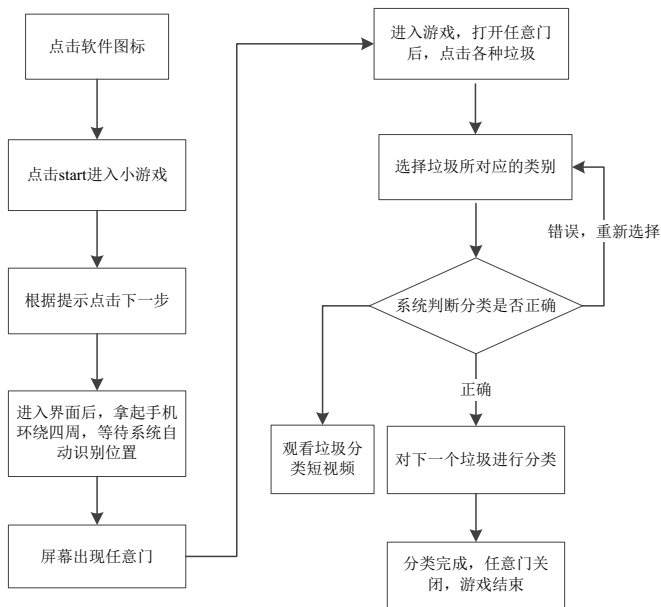 点击软件图标
点击start进入小游戏
根据提示点击下一步
进入界面后，拿起手机
环绕四周，等待系统自
动识别位置
屏幕出现任意门
进入游戏，打开任意门
后，点击各种垃圾
选择垃圾所对应的类别
错误，重新选择
系统判断分类是否正确
正确
观看垃圾分
类短视频
对下一个垃圾进行分类
分类完成，任意门关
闭，游戏结束